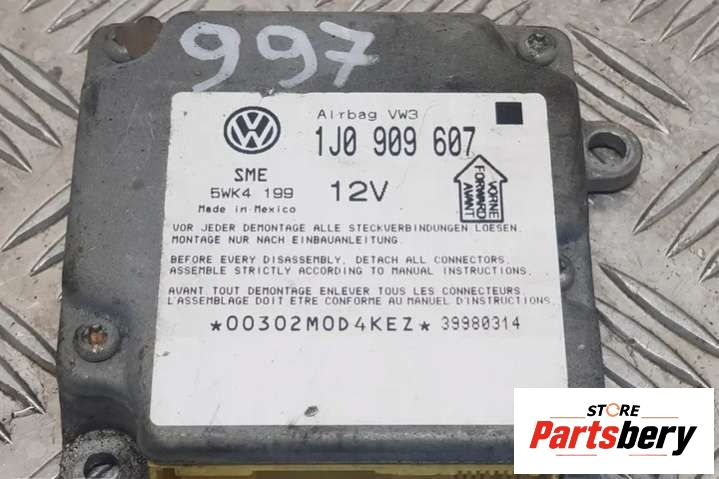 997
Airbag VW3
1J0 909 607
SME
5WK4 199
12V
Made in Mexico
VORNE
FORWARD
AVANT
VOR JEDER DEMONTAGE ALLE STECKVERBINDUNGEN LOESEN.
MONTAGE NUR NACH EINBAUANLEITUNG.
BEFORE EVERY DISASSEMBLY, DETACH ALL CONNECTORS.
ASSEMBLE STRICTLY ACCORDING TO MANUAL INSTRUCTIONS.
AVANT TOUT DEMONTAGE ENLEVER TOUS LES CONNECTEURS.
L'ASSEMBLAGE DOIT ETRE CONFORME AU MANUEL D'INSTRUCTIONS.
*00302MOD4KEZ* 39980314
STORE
Partsbery